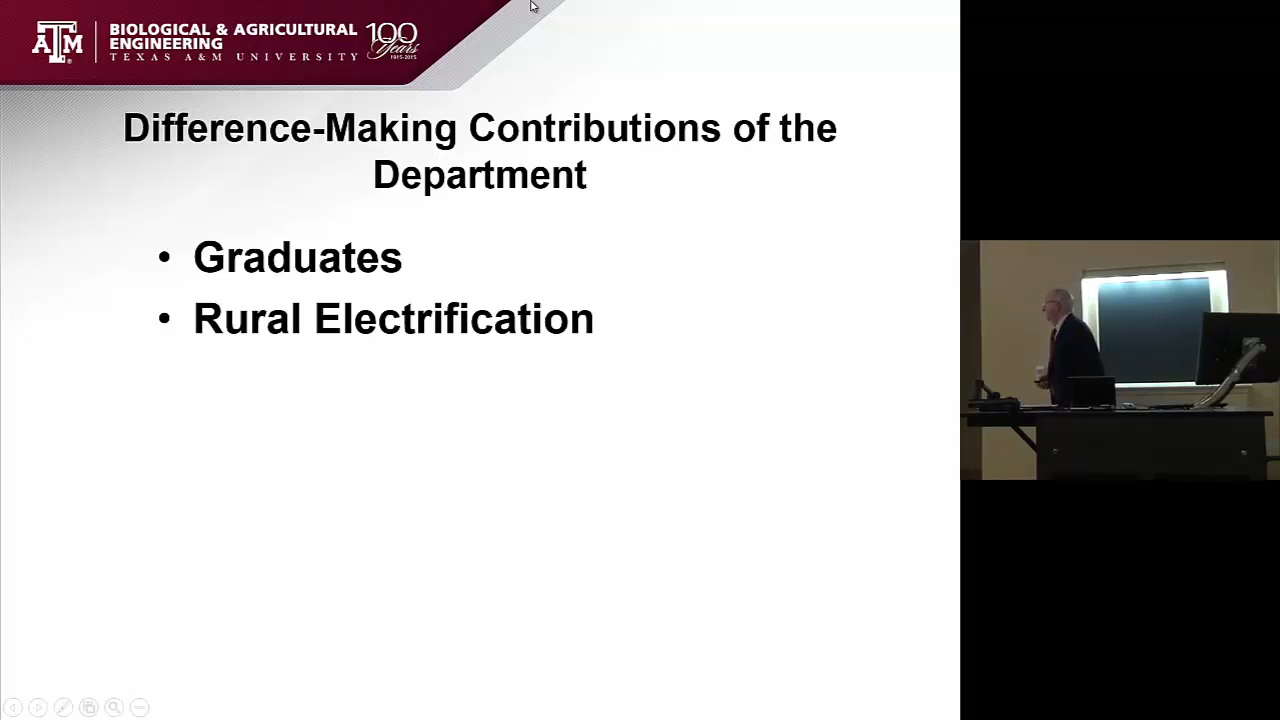 ATM
BIOLOGICAL & AGRICULTURAL
ENGINEERING
TEXAS A&M UNIVERSITY
100
Years
1915-2015
Difference-Making Contributions of the
Department
• Graduates
• Rural Electrification